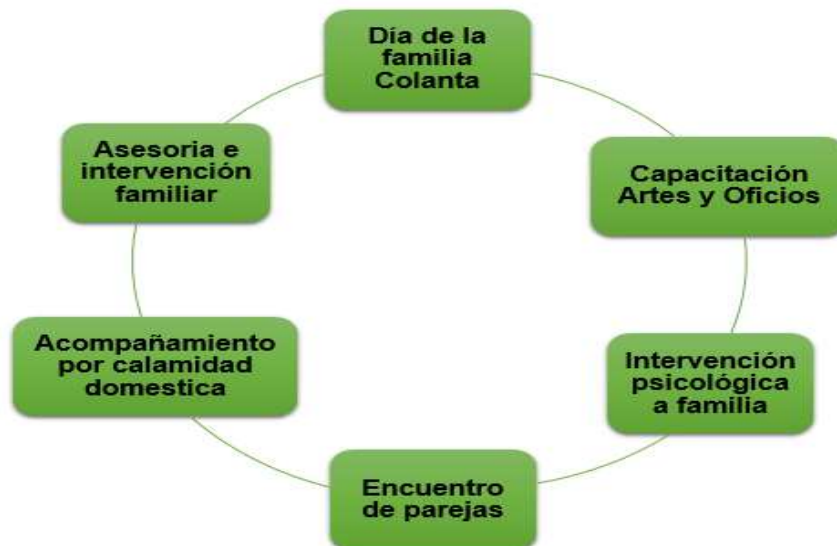 Día de la
familia
Colanta
Capacitación
Artes y Oficios
Intervención
psicológica
a familia
Encuentro
de parejas
Acompañamiento
por calamidad
domestica
Asesoria e
intervención
familiar